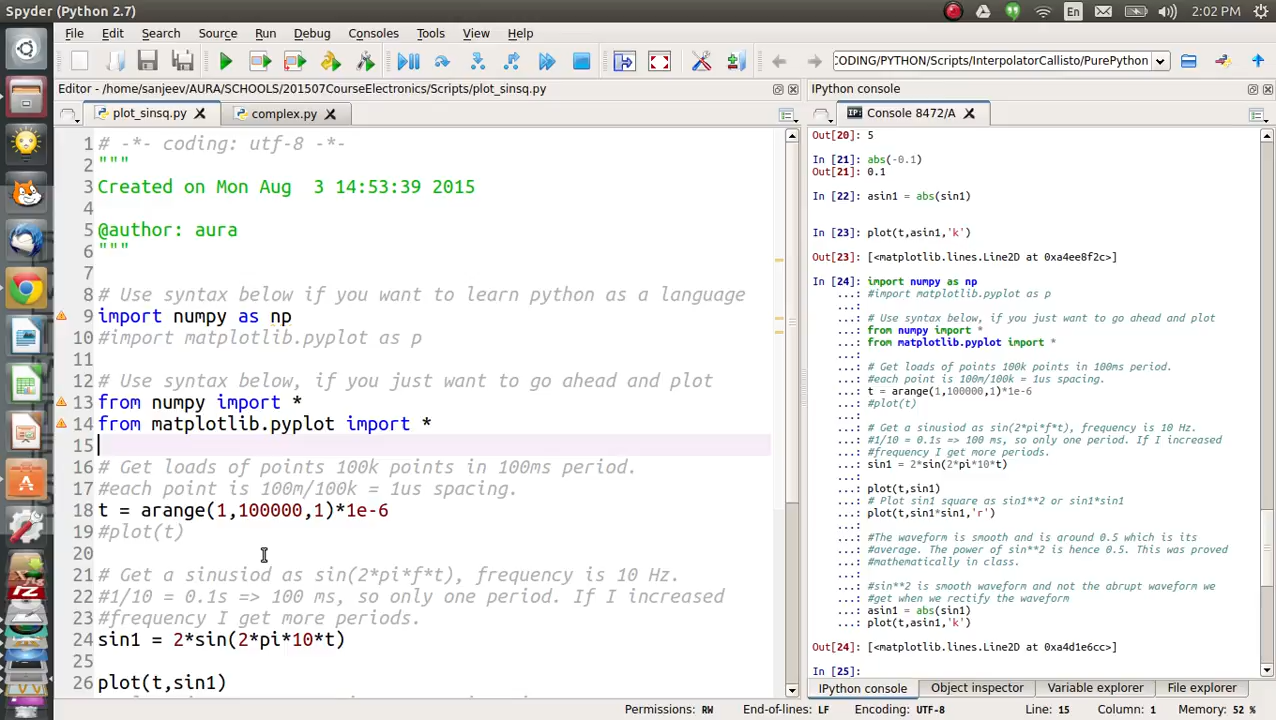 Spyder (Python 2.7)
En
2:02 PM
File Edit Search Source Run Debug Consoles Tools View Help
CODING/PYTHON/Scripts/InterpolatorCallisto/PurePython
Editor - /home/sanjeev/AURA/SCHOOLS/201507CourseElectronics/Scripts/plot_sinsq.py
plot_sinsq.py
complex.py
1 # -*- coding: utf-8 -*-
2 """
3 Created on Mon Aug  3 14:53:39 2015
4
5 @author: aura
6 """
7
8 # Use syntax below if you want to learn python as a language
9 import numpy as np
10 #import matplotlib.pyplot as p
11
12 # Use syntax below, if you just want to go ahead and plot
13 from numpy import *
14 from matplotlib.pyplot import *
15
16 # Get loads of points 100k points in 100ms period.
17 #each point is 100m/100k = 1us spacing.
18 t = arange(1,100000,1)*1e-6
19 #plot(t)
20
21 # Get a sinusiod as sin(2*pi*f*t), frequency is 10 Hz.
22 #1/10 = 0.1s => 100 ms, so only one period. If I increased
23 #frequency I get more periods.
24 sin1 = 2*sin(2*pi*10*t)
25
26 plot(t,sin1)
IPython console
IP: Console 8472/A
Out[20]: 5
In [21]: abs(-0.1)
Out[21]: 0.1
In [22]: asin1 = abs(sin1)
In [23]: plot(t,asin1,'k')
Out[23]: [<matplotlib.lines.Line2D at 0xa4ee8f2c>]
In [24]: import numpy as np
...: #import matplotlib.pyplot as p
...:
...: # Use syntax below, if you just want to go ahead and plot
...: from numpy import *
...: from matplotlib.pyplot import *
...:
...: # Get loads of points 100k points in 100ms period.
...: #each point is 100m/100k = 1us spacing.
...: t = arange(1,100000,1)*1e-6
...: #plot(t)
...:
...: # Get a sinusiod as sin(2*pi*f*t), frequency is 10 Hz.
...: #1/10 = 0.1s => 100 ms, so only one period. If I increased
...: #frequency I get more periods.
...: sin1 = 2*sin(2*pi*10*t)
...:
...: plot(t,sin1)
...: # Plot sin1 square as sin1**2 or sin1*sin1
...: plot(t,sin1*sin1,'r')
...:
...: #The waveform is smooth and is around 0.5 which is its
...: #average. The power of sin**2 is hence 0.5. This was proved
...: #mathematically in class.
...:
...: #sin**2 is smooth waveform and not the abrupt waveform we
...: #get when we rectify the waveform
...: asin1 = abs(sin1)
...: plot(t,asin1,'k')
Out[24]: [<matplotlib.lines.Line2D at 0xa4d1e6cc>]
In [25]:
IPython console Object inspector Variable explorer File explorer
Permissions: RW End-of-lines: LF Encoding: UTF-8 Line: 15 Column: 1 Memory: 52 %